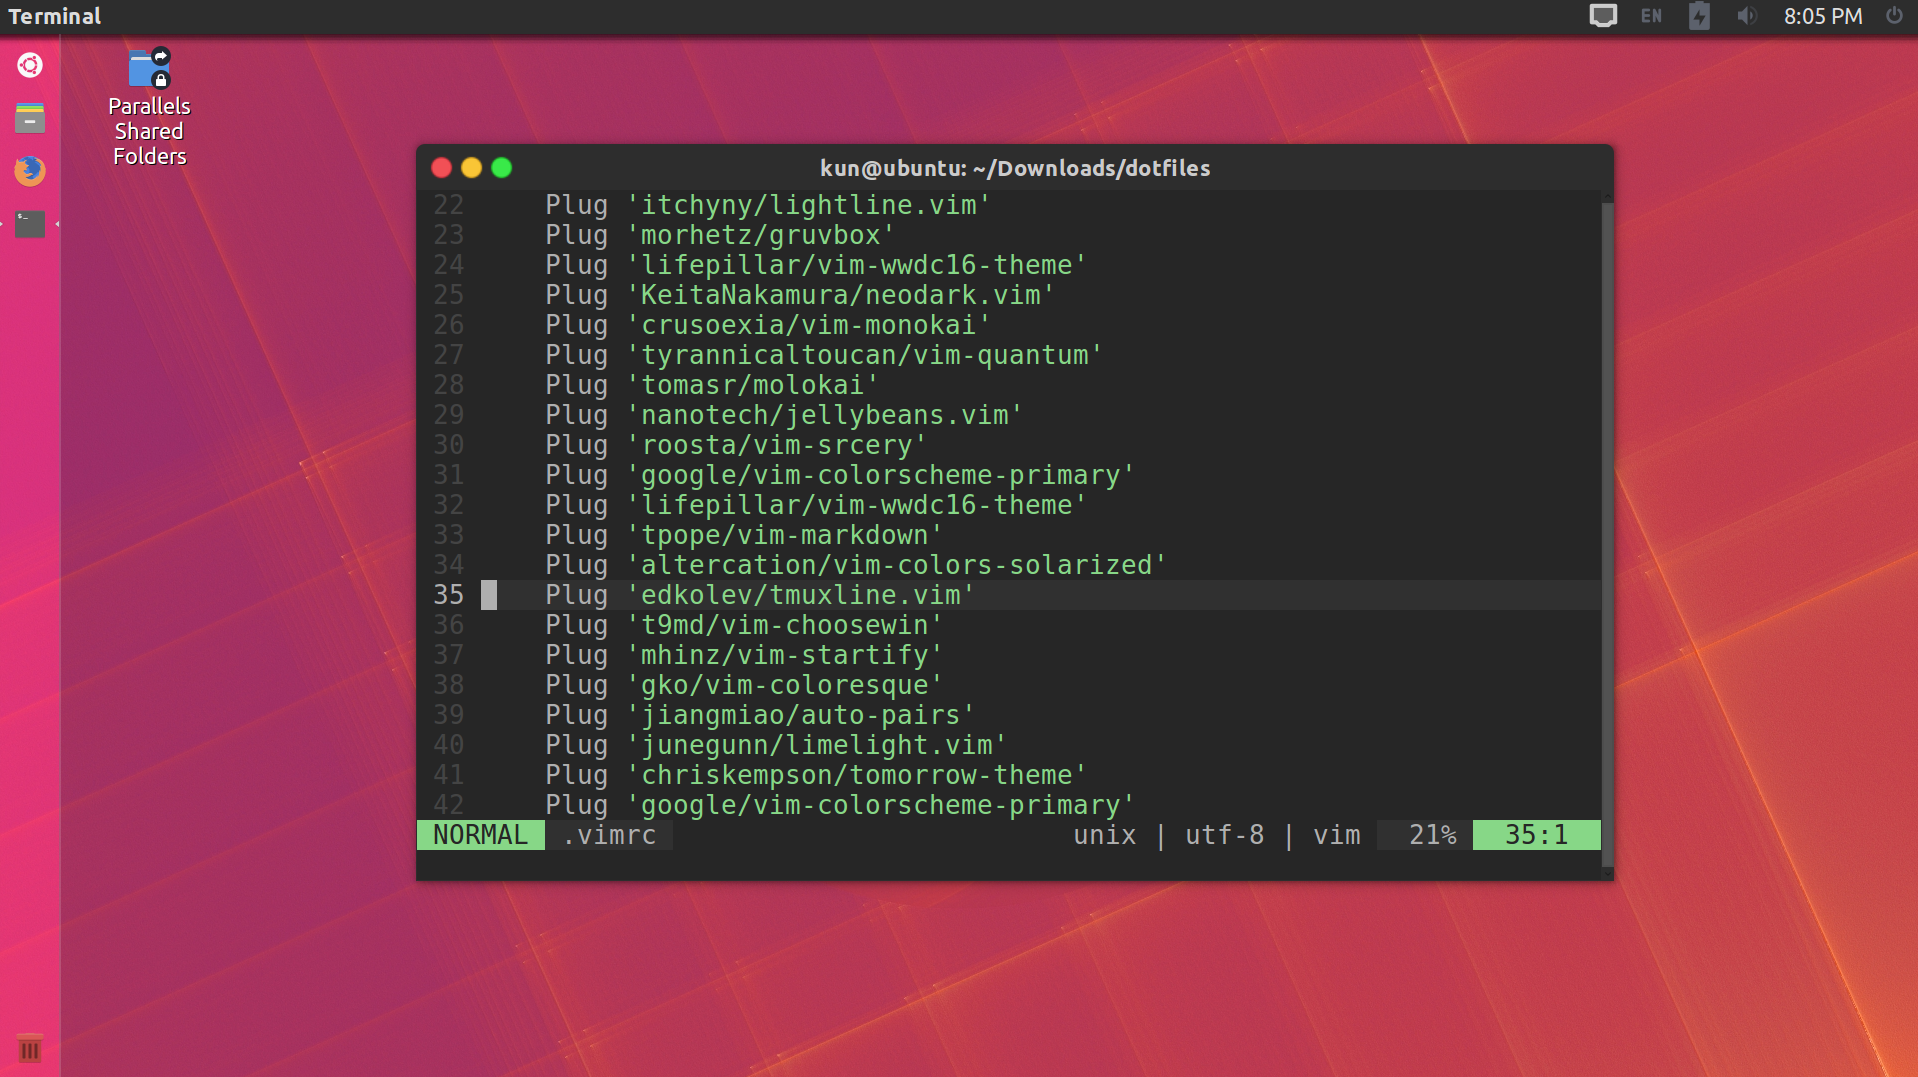 Terminal
EN
8:05 PM
Parallels
Shared
Folders
kun@ubuntu: ~/Downloads/dotfiles
22     Plug 'itchyny/lightline.vim'
23     Plug 'morhetz/gruvbox'
24     Plug 'lifepillar/vim-wwdc16-theme'
25     Plug 'KeitaNakamura/neodark.vim'
26     Plug 'crusoexia/vim-monokai'
27     Plug 'tyrannicaltoucan/vim-quantum'
28     Plug 'tomasr/molokai'
29     Plug 'nanotech/jellybeans.vim'
30     Plug 'roosta/vim-srcery'
31     Plug 'google/vim-colorscheme-primary'
32     Plug 'lifepillar/vim-wwdc16-theme'
33     Plug 'tpope/vim-markdown'
34     Plug 'altercation/vim-colors-solarized'
35     Plug 'edkolev/tmuxline.vim'
36     Plug 't9md/vim-choosewin'
37     Plug 'mhinz/vim-startify'
38     Plug 'gko/vim-coloresque'
39     Plug 'jiangmiao/auto-pairs'
40     Plug 'junegunn/limelight.vim'
41     Plug 'chriskempson/tomorrow-theme'
42     Plug 'google/vim-colorscheme-primary'
NORMAL .vimrc unix | utf-8 | vim 21% 35:1